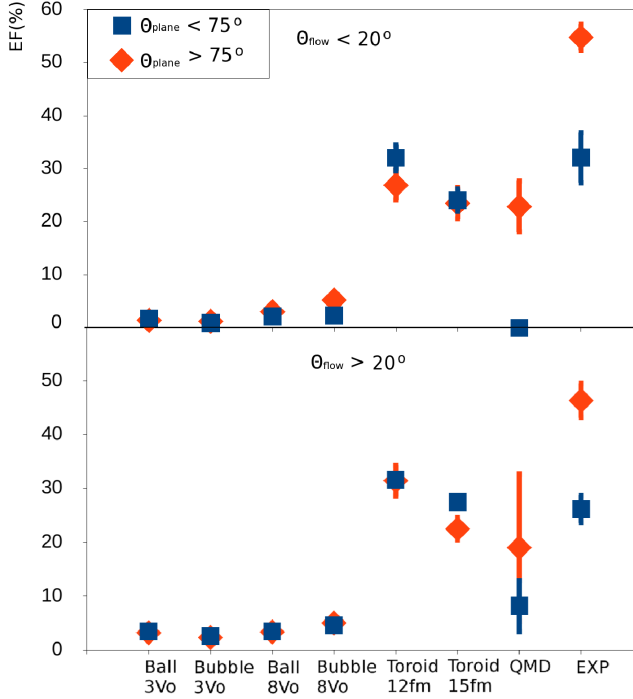 EF(%)
60
50
40
30
20
10
0
θplane < 75°
θplane > 75°
θflow < 20°
θflow > 20°
50
40
30
20
10
0
Ball Bubble Ball Bubble Toroid Toroid QMD EXP
3Vo 3Vo 8Vo 8Vo 12fm 15fm